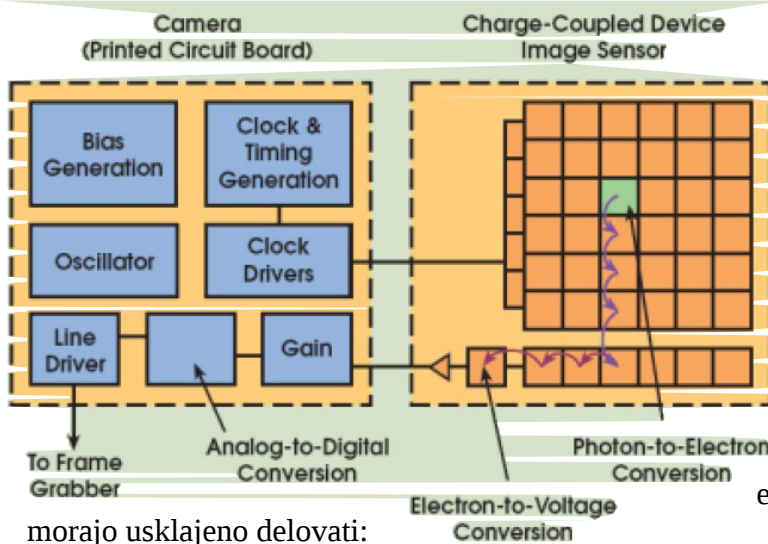 Camera
(Printed Circuit Board)
Charge-Coupled Device
Image Sensor
Bias
Generation
Clock &
Timing
Generation
Oscillator
Clock
Drivers
Line
Driver
Gain
Analog-to-Digital
Conversion
To Frame
Grabber
Photon-to-Electron
Conversion
Electron-to-Voltage
Conversion
e
morajo usklajeno delovati: